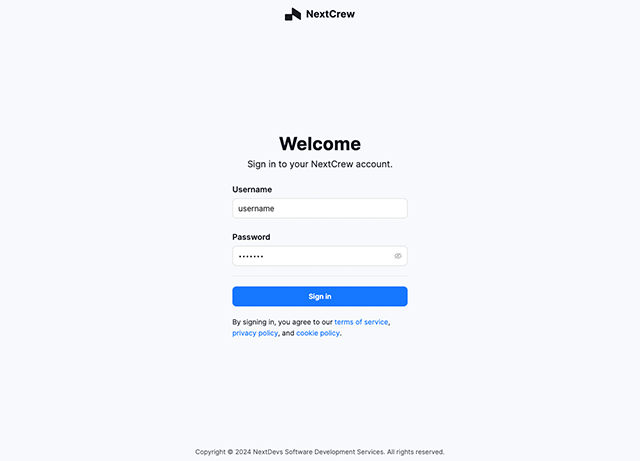 NextCrew
Welcome
Sign in to your NextCrew account.
Username
username
Password
•••••••
Sign in
By signing in, you agree to our terms of service,
privacy policy, and cookie policy.
Copyright © 2024 NextDevs Software Development Services. All rights reserved.